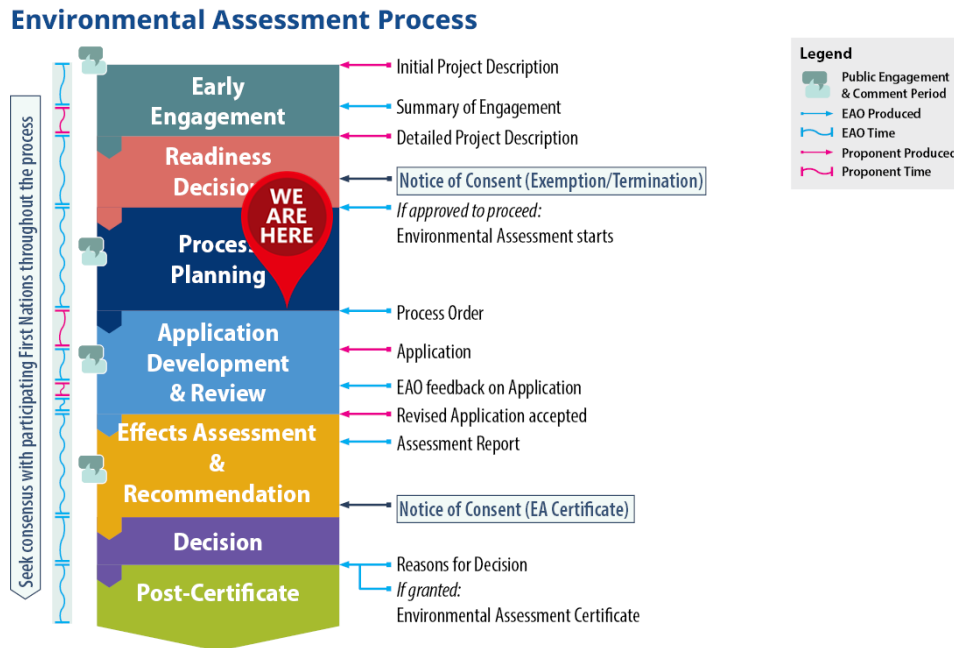 Environmental Assessment Process
Seek consensus with participating First Nations throughout the process
Early
Engagement
Readiness
Decision
WE
ARE
HERE
Process
Planning
Application
Development
& Review
Effects Assessment
&
Recommendation
Decision
Post-Certificate
Initial Project Description
Summary of Engagement
Detailed Project Description
Notice of Consent (Exemption/Termination)
If approved to proceed:
Environmental Assessment starts
Process Order
Application
EAO feedback on Application
Revised Application accepted
Assessment Report
Notice of Consent (EA Certificate)
Reasons for Decision
If granted:
Environmental Assessment Certificate
Legend
Public Engagement
& Comment Period
EAO Produced
EAO Time
Proponent Produced
Proponent Time